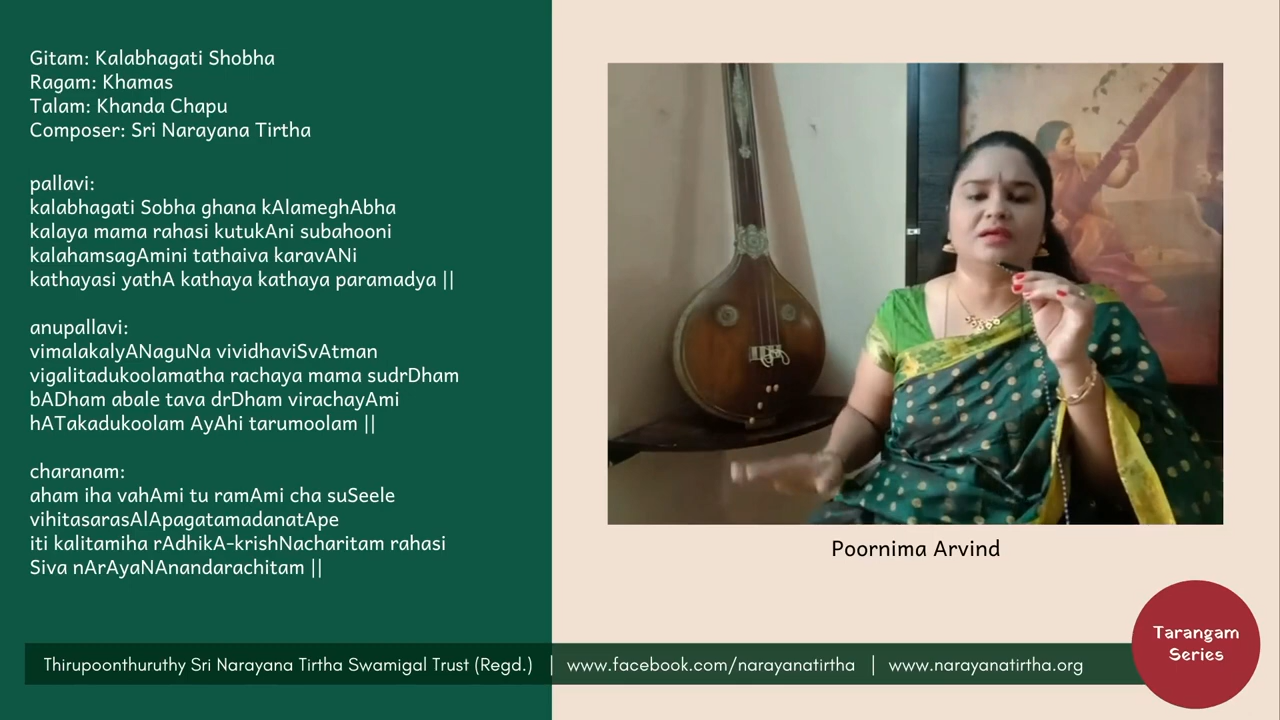 Gitam: Kalabhagati Shobha
Ragam: Khamas
Talam: Khanda Chapu
Composer: Sri Narayana Tirtha
pallavi:
kalabhagati Sobha ghana kAlameghAbha
kalaya mama rahasi kutukAni subahooni
kalahamsagAmini tathaiva karavANi
kathayasi yathA kathaya kathaya paramadya ||
anupallavi:
vimalakalyANaguNa vividhaviSvAtman
vigalitadukoolamatha rachaya mama sudrDham
bADham abale tava drDham virachayAmi
hATakadukoolam AyAhi tarumoolam ||
charanam:
aham iha vahAmi tu ramAmi cha suSeele
vihitasarasAlApagatamadanatApe
iti kalitamiha rAdhikA-krishNacharitam rahasi
Siva nArAyaNAnandarachitam ||
Poornima Arvind
Tarangam
Series
Thirupoonthuruthy Sri Narayana Tirtha Swamigal Trust (Regd.) | www.facebook.com/narayanatirtha | www.narayanatirtha.org